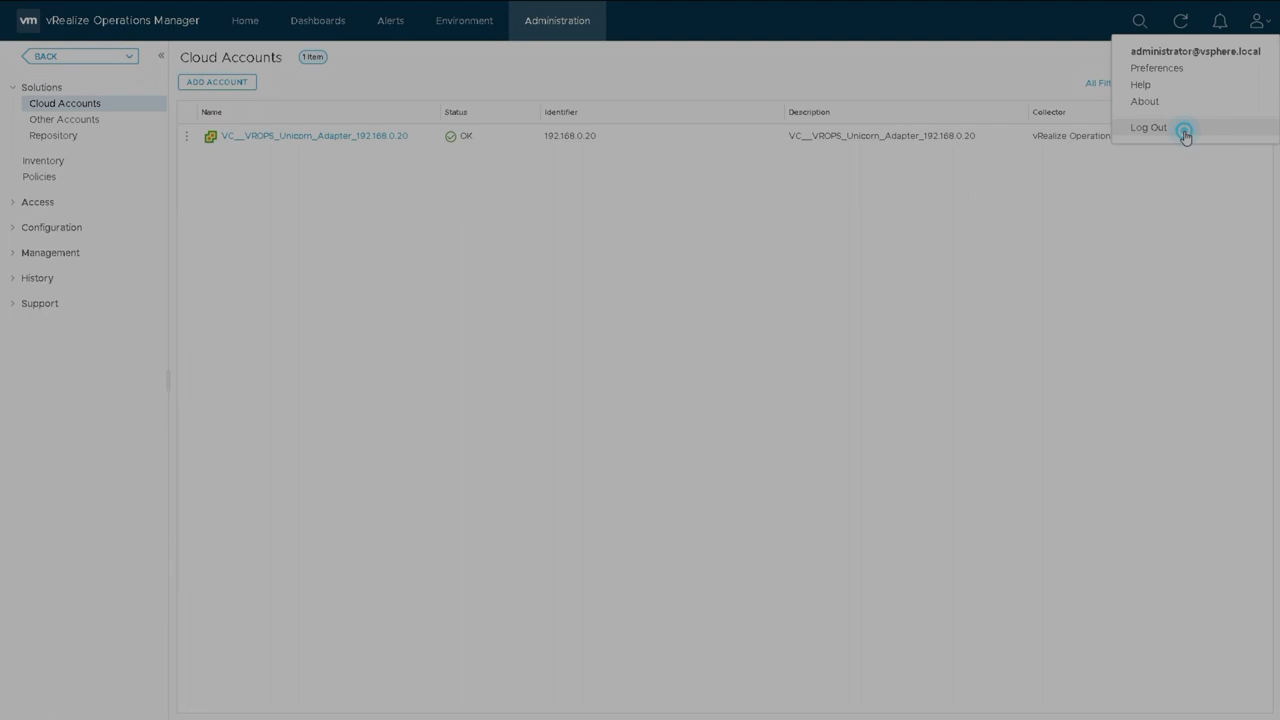 vm vRealize Operations Manager Home Dashboards Alerts Environment Administration
administrator@vsphere.local
Preferences
Help
About
Log Out
BACK
Solutions
Cloud Accounts
Other Accounts
Repository
Inventory
Policies
Access
Configuration
Management
History
Support
Cloud Accounts 1 item
ADD ACCOUNT
All Filt
Name Status Identifier Description Collector
VC__VROPS_Unicorn_Adapter_192.168.0.20 OK 192.168.0.20 VC__VROPS_Unicorn_Adapter_192.168.0.20 vRealize Operation